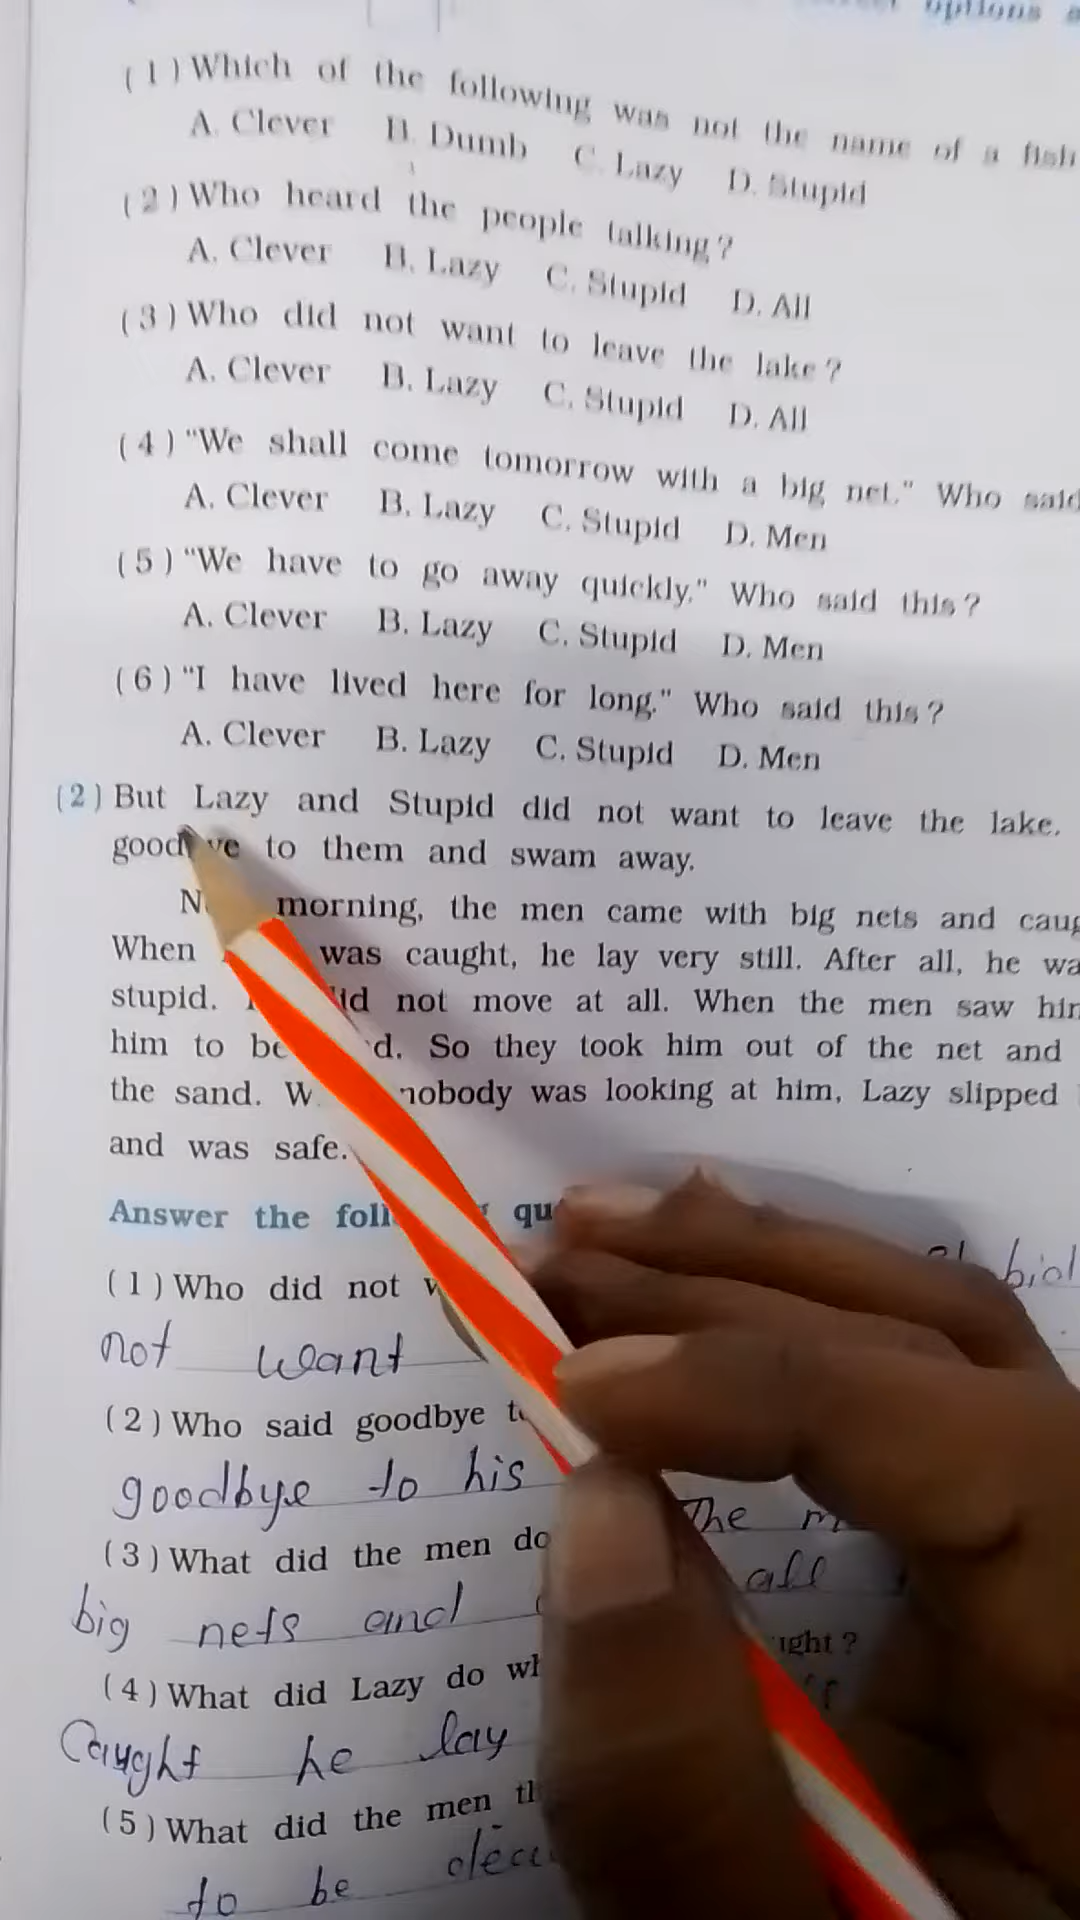 options
(1) Which of the following was not the name of a fish
A. Clever B. Dumb C. Lazy D. Stupid
(2) Who heard the people talking?
A. Clever B. Lazy C. Stupid D. All
(3) Who did not want to leave the lake?
A. Clever B. Lazy C. Stupid D. All
(4) "We shall come tomorrow with a big net." Who said
A. Clever B. Lazy C. Stupid D. Men
(5) "We have to go away quickly." Who said this?
A. Clever B. Lazy C. Stupid D. Men
(6) "I have lived here for long." Who said this?
A. Clever B. Lazy C. Stupid D. Men
(2) But Lazy and Stupid did not want to leave the lake.
to them and swam away.
morning, the men came with big nets and caug
When was caught, he lay very still. After all, he wa
stupid. did not move at all. When the men saw him
him to be So they took him out of the net and
the sand. nobody was looking at him, Lazy slipped
and was safe.
Answer the
(1) Who did not
not want
(2) Who said goodbye
goodbye to his
(3) What did the men do
The
all
big nets and
(4) What did Lazy do
Caught he lay
(5) What did the men
to be